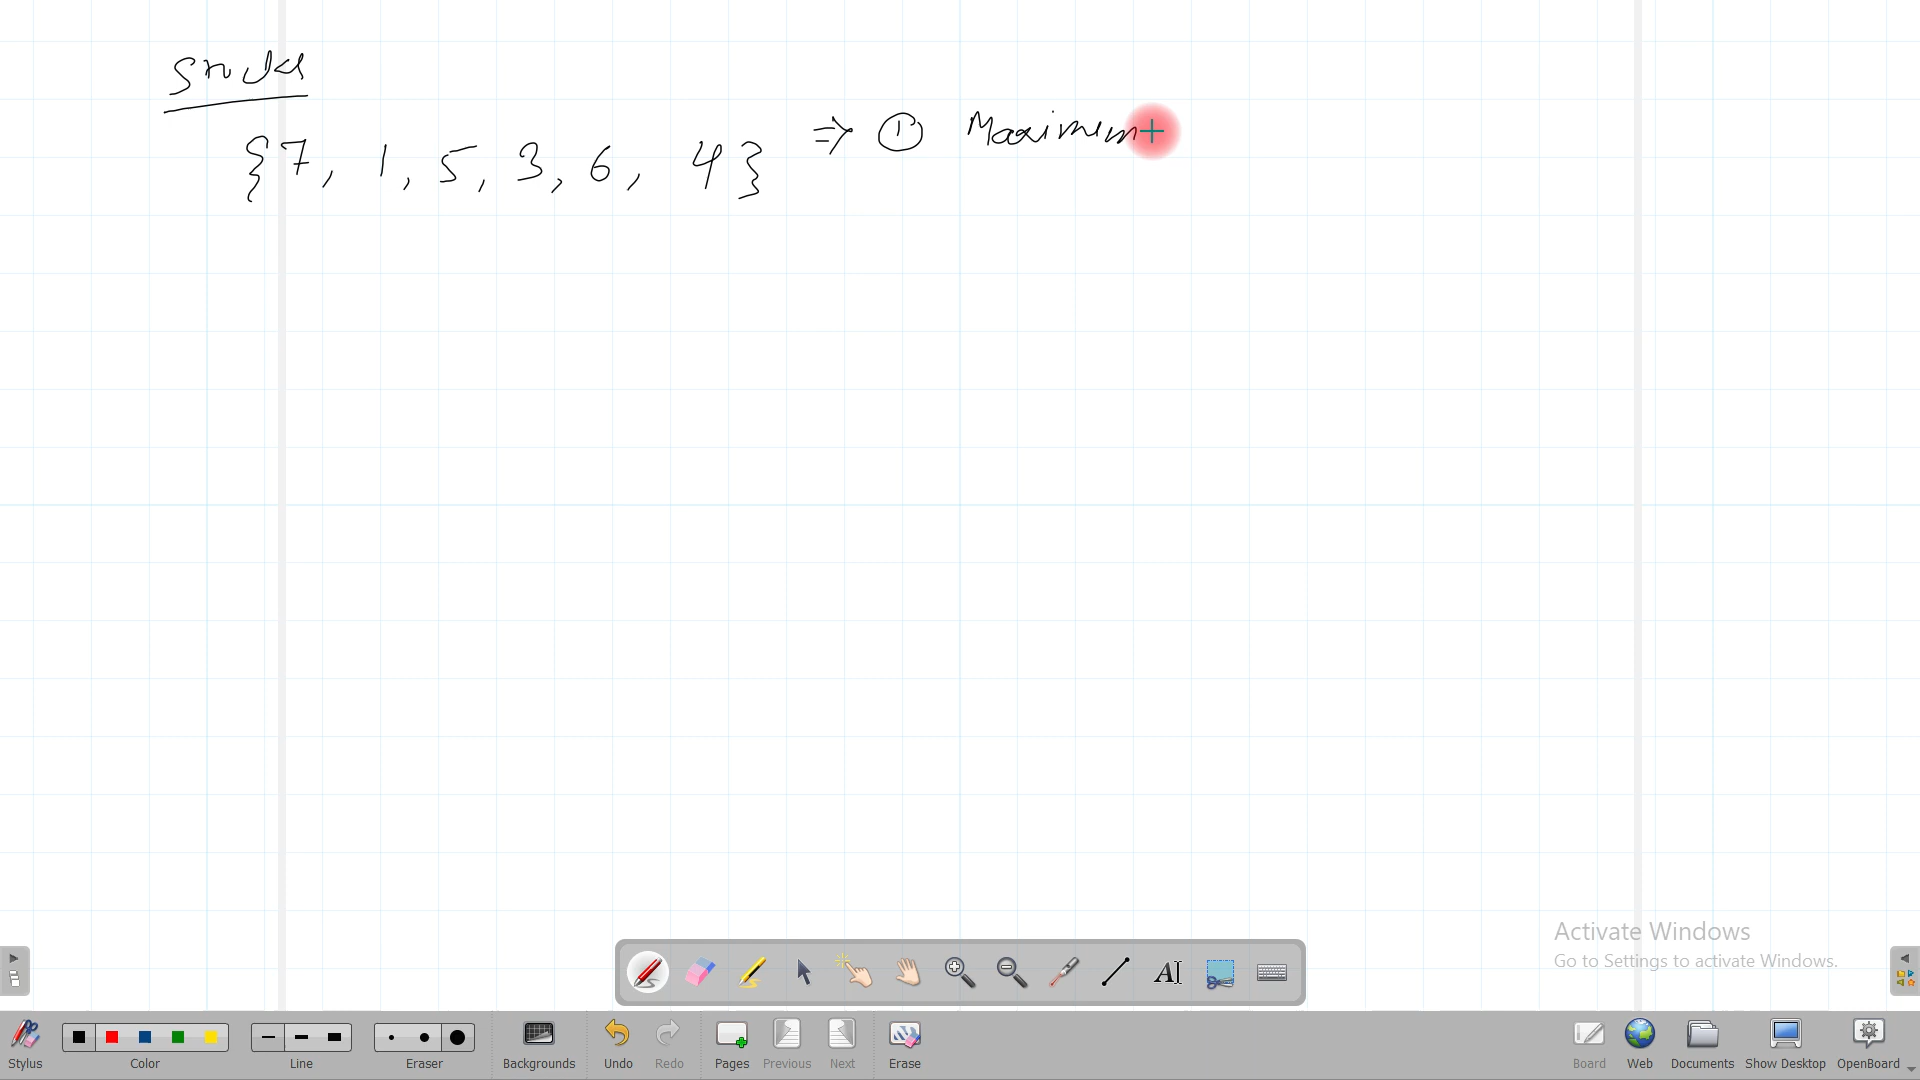 Stocks
{7, 1, 5, 3, 6, 4} => ① Maximum
Activate Windows
Go to Settings to activate Windows.
Stylus Color Line Eraser Backgrounds Undo Redo Pages Previous Next Erase Board Web Documents Show Desktop OpenBoard